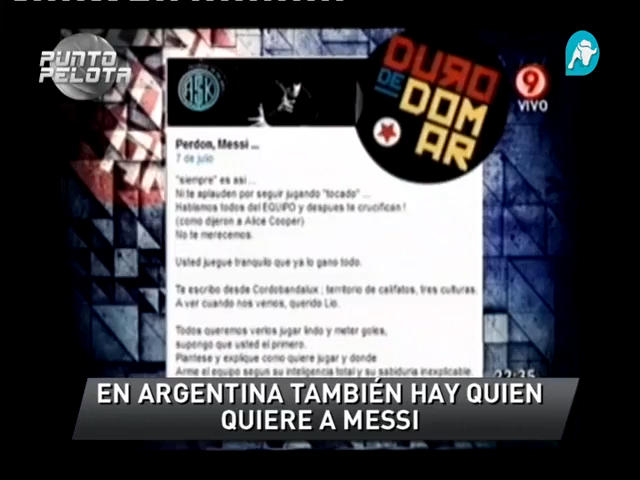 PUNTO
PELOTA
ASK
DURO
DE
DOM
AR
9
VIVO
Perdon, Messi ...
7 de julio
"siempre" es asi ...
Ni te aplauden por seguir jugando "tocado" ...
Hablamos todos del EQUIPO y despues te crucifican !
(como dijeron a Alice Cooper)
No te merecemos.
Usted juegue tranquilo que ya lo gano todo.
Te escribo desde Cordobandalux ; territorio de califatos, tres culturas.
A ver cuando nos vemos, querido Lio.
Todos queremos verlos jugar lindo y meter goles,
supongo que usted el primero.
Plantese y explique como quiere jugar y donde
Arme el equipo segun su inteligencia total y su sabiduria inexplicable.
22:35
EN ARGENTINA TAMBIÉN HAY QUIEN
QUIERE A MESSI